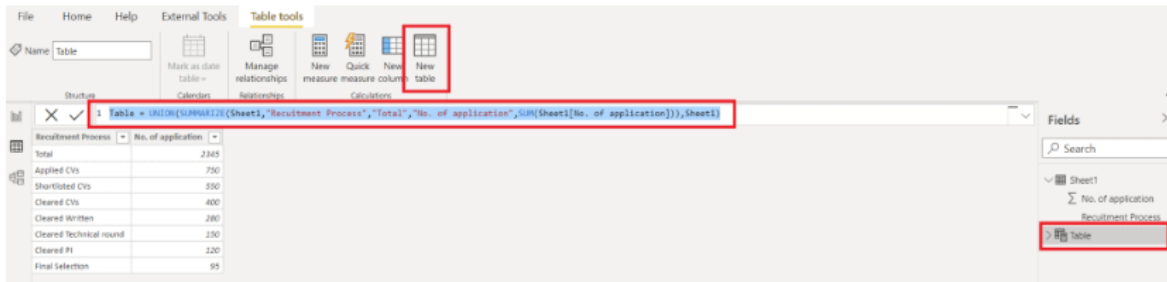 File Home Help External Tools Table tools
Name Table
Mark as date table
Manage relationships
New measure
Quick measure
New column
New table
Structure Calendars Relationships Calculations
1 Table = UNION(SUMMARIZE(Sheet1,"Recuitment Process","Total","No. of application",SUM(Sheet1[No. of application])),Sheet1)
Recuitment Process No. of application
Total 2345
Applied CVs 750
Shortlisted CVs 550
Cleared CVs 400
Cleared Written 280
Cleared Technical round 150
Cleared PI 120
Final Selection 95
Fields
Search
Sheet1
No. of application
Recuitment Process
Table